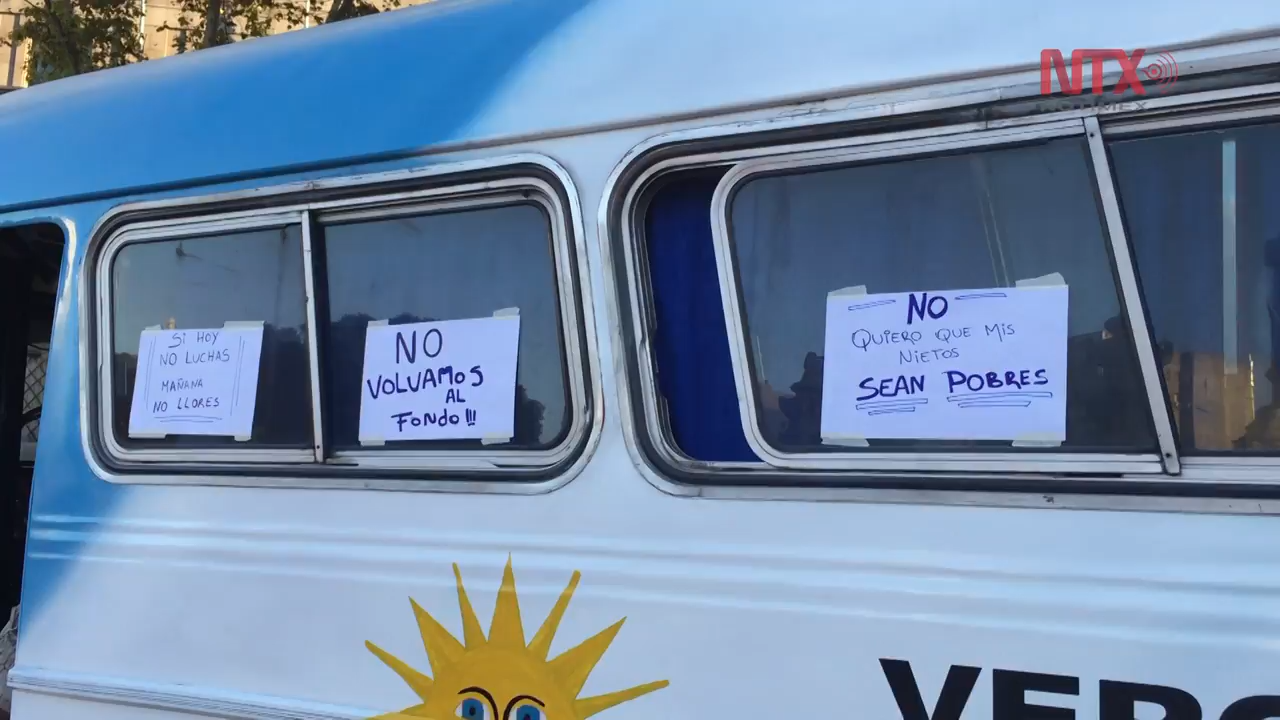 NTX
NOTIMEX
SI HOY
NO LUCHAS
MAÑANA
NO LLORES
NO
VOLVAMOS
AL
FONDO !!!
NO
QUIERO QUE MIS
NIETOS
SEAN POBRES